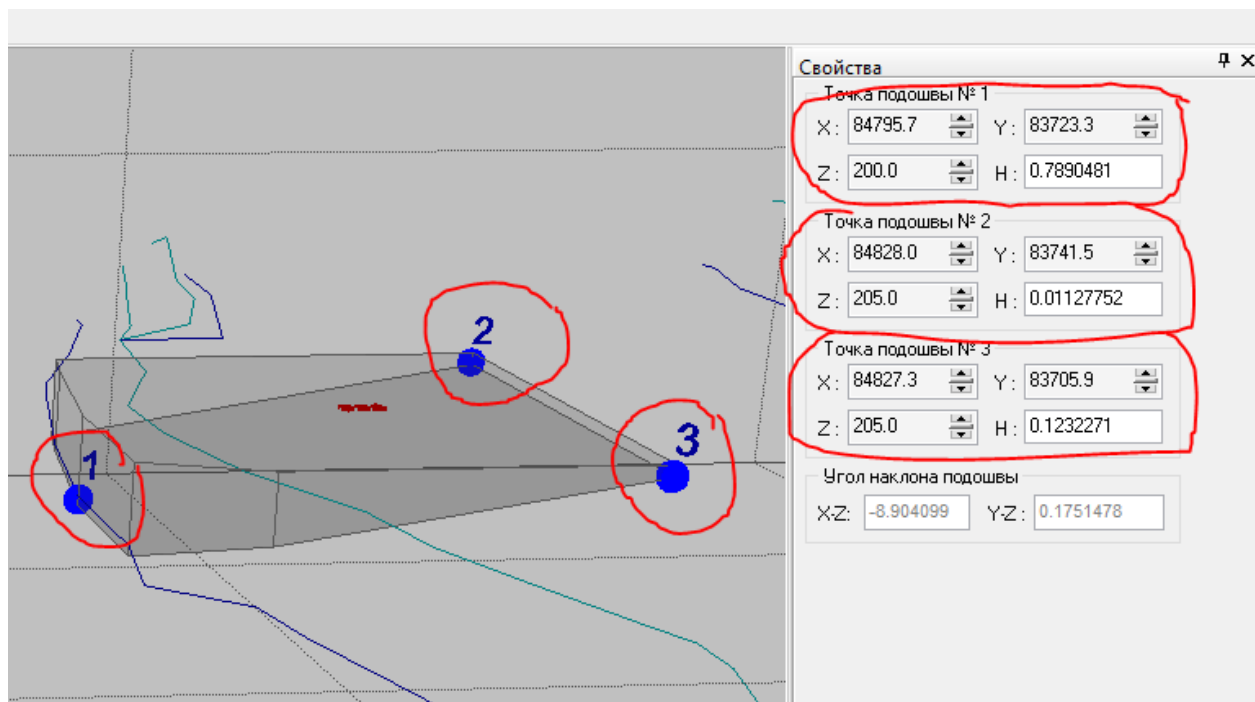 Свойства
Точка подошвы № 1
X: 84795.7 Y: 83723.3
Z: 200.0 H: 0.7890481
Точка подошвы № 2
X: 84828.0 Y: 83741.5
Z: 205.0 H: 0.01127752
Точка подошвы № 3
X: 84827.3 Y: 83705.9
Z: 205.0 H: 0.1232271
Угол наклона подошвы
X-Z: -8.904099 Y-Z: 0.1751478
2
3
1